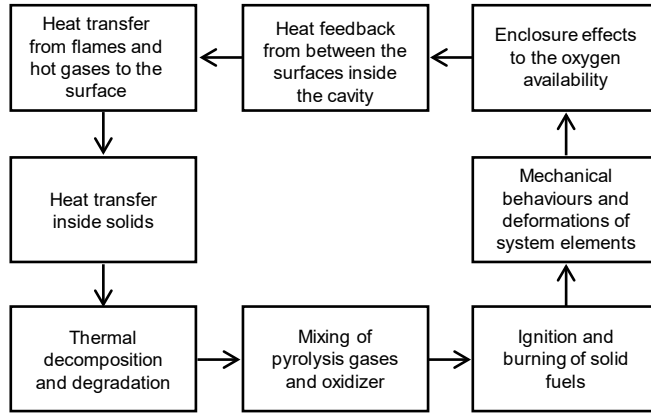 Heat transfer
from flames and
hot gases to the
surface
Heat feedback
from between the
surfaces inside
the cavity
Enclosure effects
to the oxygen
availability
Heat transfer
inside solids
Mechanical
behaviours and
deformations of
system elements
Thermal
decomposition
and degradation
Mixing of
pyrolysis gases
and oxidizer
Ignition and
burning of solid
fuels